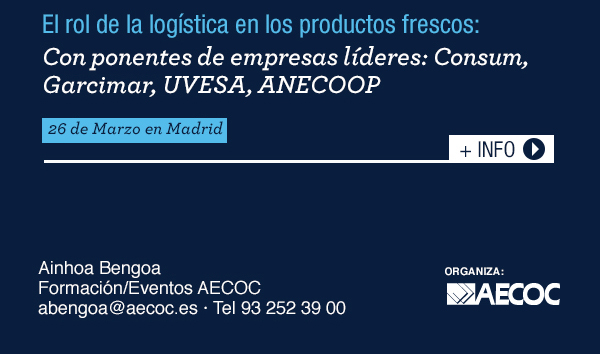 El rol de la logística en los productos frescos:
Con ponentes de empresas líderes: Consum,
Garcimar, UVESA, ANECOOP
26 de Marzo en Madrid
+ INFO
Ainhoa Bengoa
Formación/Eventos AECOC
abengoa@aecoc.es · Tel 93 252 39 00
ORGANIZA:
AECOC